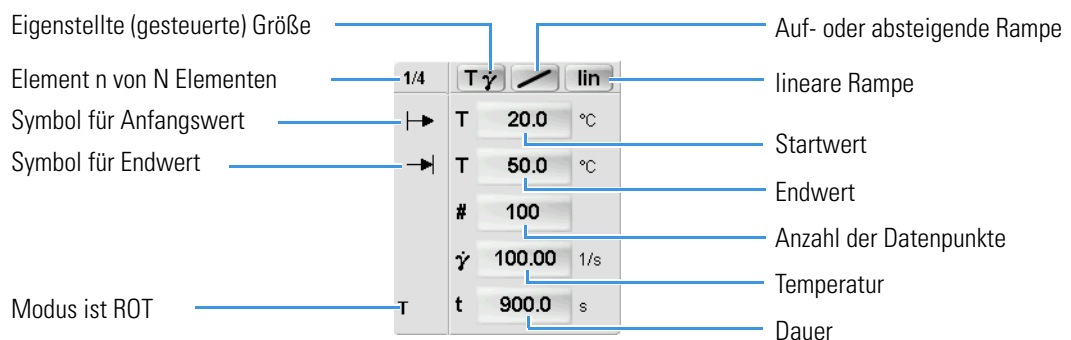 Eigenstellte (gesteuerte) Größe
Auf- oder absteigende Rampe
Element n von N Elementen
1/4 T γ̇ lin
lineare Rampe
Symbol für Anfangswert
T 20.0 °C
Startwert
Symbol für Endwert
T 50.0 °C
Endwert
# 100
Anzahl der Datenpunkte
γ̇ 100.00 1/s
Temperatur
Modus ist ROT
T t 900.0 s
Dauer